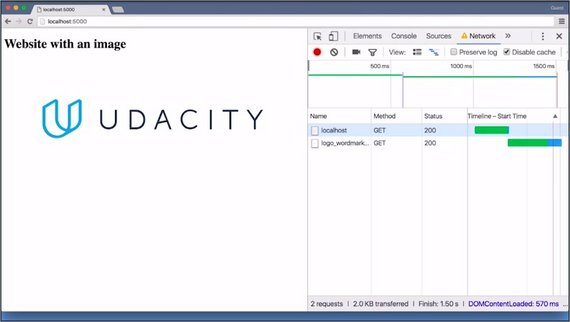 localhost:5000
Guest
localhost:5000
Website with an image
UDACITY
Elements
Console
Sources
Network
View:
Preserve log
Disable cache
500 ms
1000 ms
1500 ms
Name
Method
Status
Timeline – Start Time
localhost
GET
200
logo_wordmark...
GET
200
2 requests | 2.0 KB transferred | Finish: 1.50 s | DOMContentLoaded: 570 ms ...